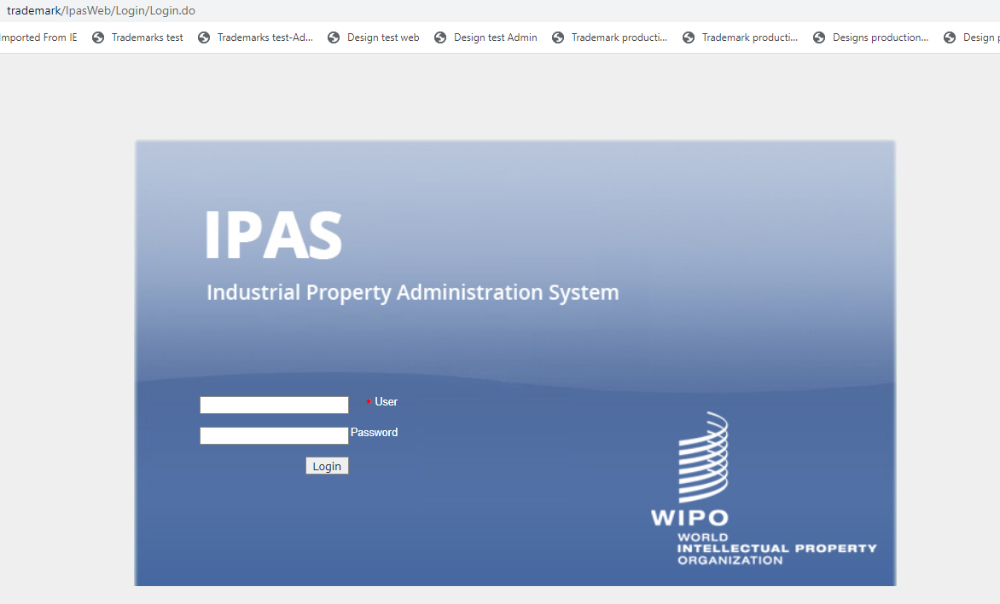 trademark/IpasWeb/Login/Login.do
Imported From IE Trademarks test Trademarks test-Ad... Design test web Design test Admin Trademark producti... Trademark producti... Designs production... Design p
IPAS
Industrial Property Administration System
* User
Password
Login
WIPO
WORLD
INTELLECTUAL PROPERTY
ORGANIZATION